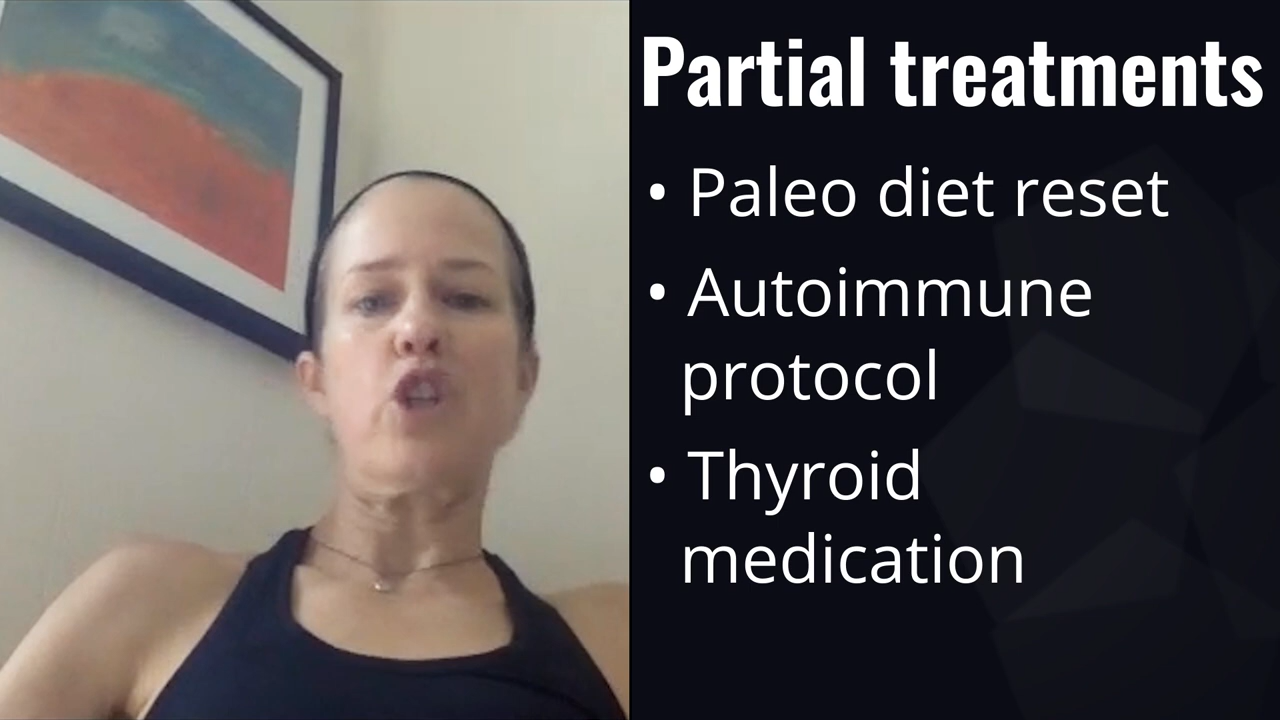 Partial treatments
• Paleo diet reset
• Autoimmune
protocol
• Thyroid
medication